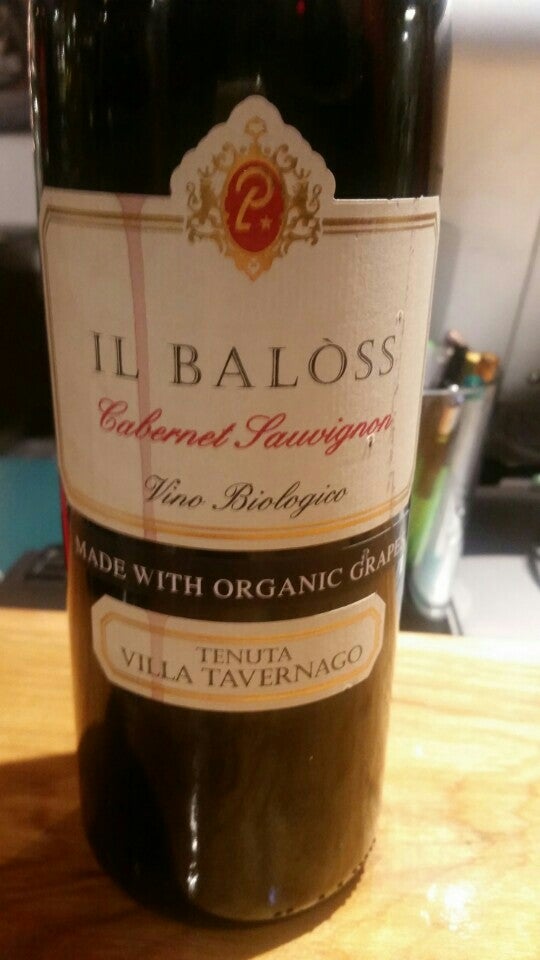 IL BALÒSS
Cabernet Sauvignon
Vino Biologico
MADE WITH ORGANIC GRAPES
TENUTA
VILLA TAVERNAGO